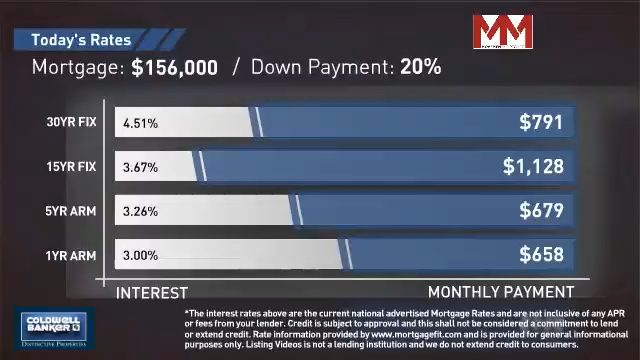 Today's Rates
MM
Mortgage: $156,000 / Down Payment: 20%
30YR FIX 4.51% $791
15YR FIX 3.67% $1,128
5YR ARM 3.26% $679
1YR ARM 3.00% $658
INTEREST MONTHLY PAYMENT
COLDWELL
BANKER
DISTINCTIVE PROPERTIES
*The interest rates above are the current national advertised Mortgage Rates and are not inclusive of any APR
or fees from your lender. Credit is subject to approval and this shall not be considered a commitment to lend
or extend credit. Rate information provided by www.mortgagefit.com and is provided for general informational
purposes only. Listing Videos is not a lending institution and we do not extend credit to consumers.